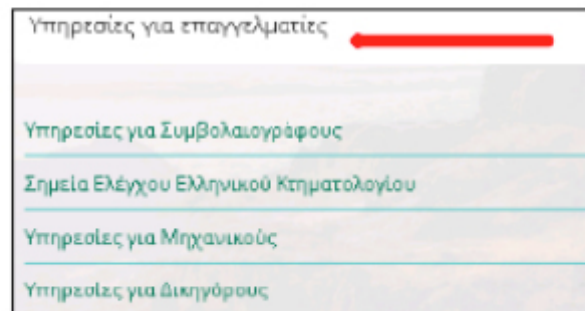 Υπηρεσίες για επαγγελματίες
Υπηρεσίες για Συμβολαιογράφους
Σημεία Ελέγχου Ελληνικού Κτηματολογίου
Υπηρεσίες για Μηχανικούς
Υπηρεσίες για Δικηγόρους